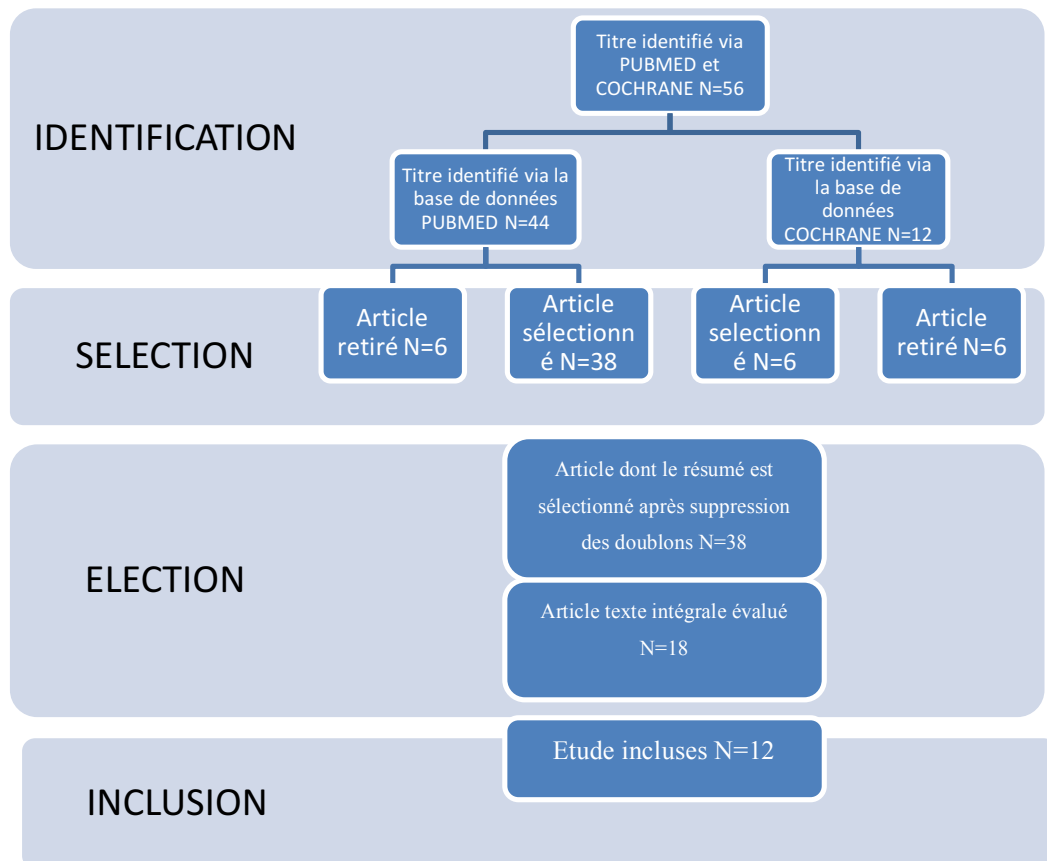 Titre identifié via
PUBMED et
COCHRANE N=56
IDENTIFICATION
Titre identifié via la
base de données
PUBMED N=44
Titre identifié via
la base de
données
COCHRANE N=12
SELECTION
Article
retiré N=6
Article
sélectionn
é N=38
Article
selectionn
é N=6
Article
retiré N=6
ELECTION
Article dont le résumé est
sélectionné après suppression
des doublons N=38
Article texte intégrale évalué
N=18
Etude incluses N=12
INCLUSION